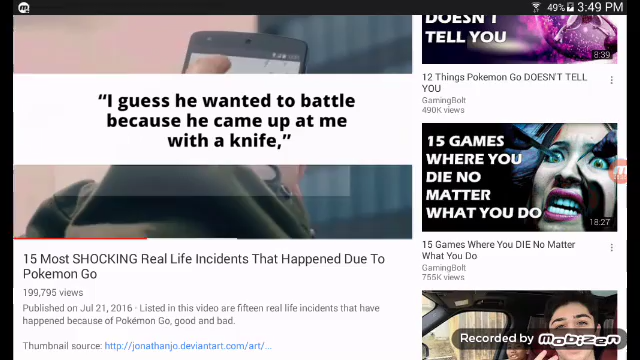 49% 3:49 PM
“I guess he wanted to battle
because he came up at me
with a knife,”
15 Most SHOCKING Real Life Incidents That Happened Due To
Pokemon Go
199,795 views
Published on Jul 21, 2016 · Listed in this video are fifteen real life incidents that have
happened because of Pokémon Go, good and bad.
Thumbnail source: http://jonathanjo.deviantart.com/art/...
DOESN'T
TELL YOU
8:39
12 Things Pokemon Go DOESN'T TELL
YOU
GamingBolt
490K views
15 GAMES
WHERE YOU
DIE NO
MATTER
WHAT YOU DO
18:27
15 Games Where You DIE No Matter
What You Do
GamingBolt
755K views
Recorded by Mobizen